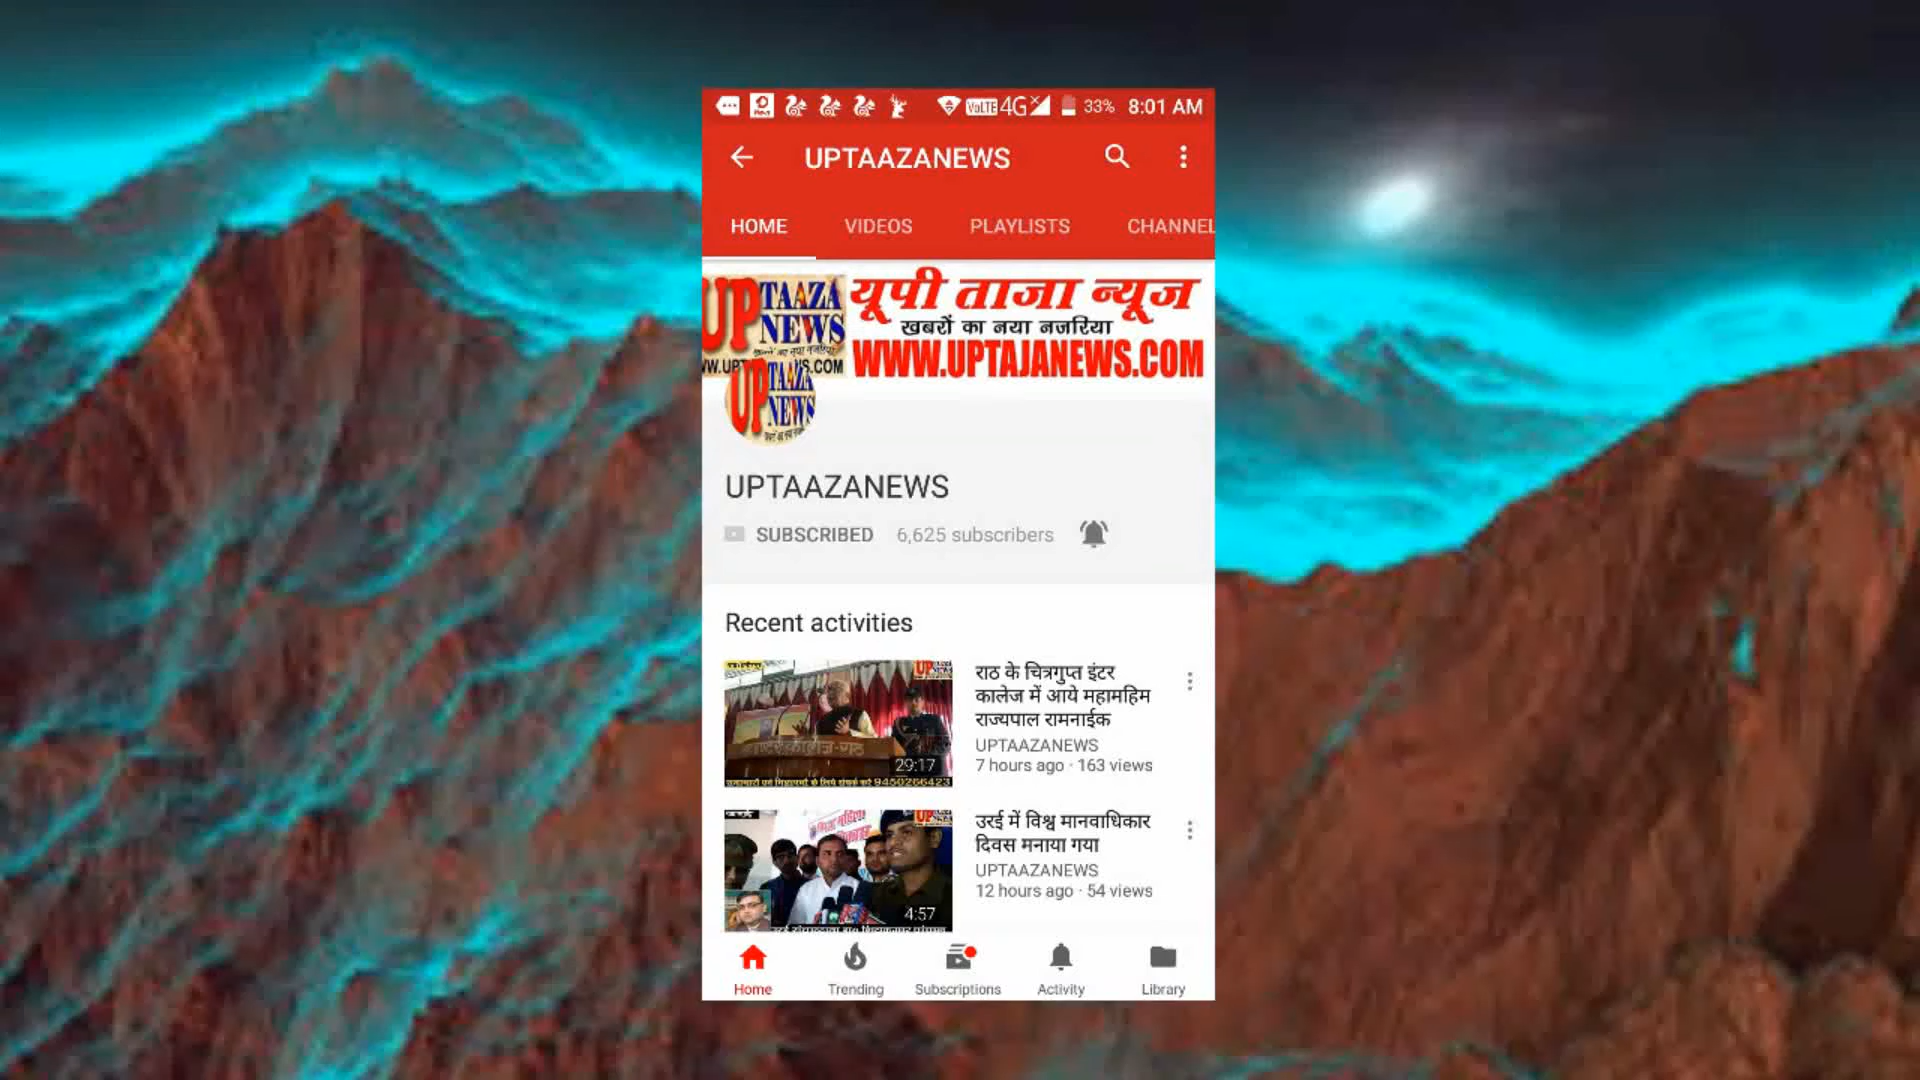 VoLTE 4G 33% 8:01 AM
UPTAAZANEWS
HOME VIDEOS PLAYLISTS CHANNEL
UP TAAZA NEWS
यूपी ताजा न्यूज
खबरों का नया नजरिया
WWW.UPTAJANEWS.COM
UP TAAZA NEWS
UPTAAZANEWS
SUBSCRIBED 6,625 subscribers
Recent activities
राठ के चित्रगुप्त इंटर
कालेज में आये महामहिम
राज्यपाल रामनाईक
UPTAAZANEWS
7 hours ago · 163 views
29:17
9450266423
उरई में विश्व मानवाधिकार
दिवस मनाया गया
UPTAAZANEWS
12 hours ago · 54 views
4:57
Home Trending Subscriptions Activity Library